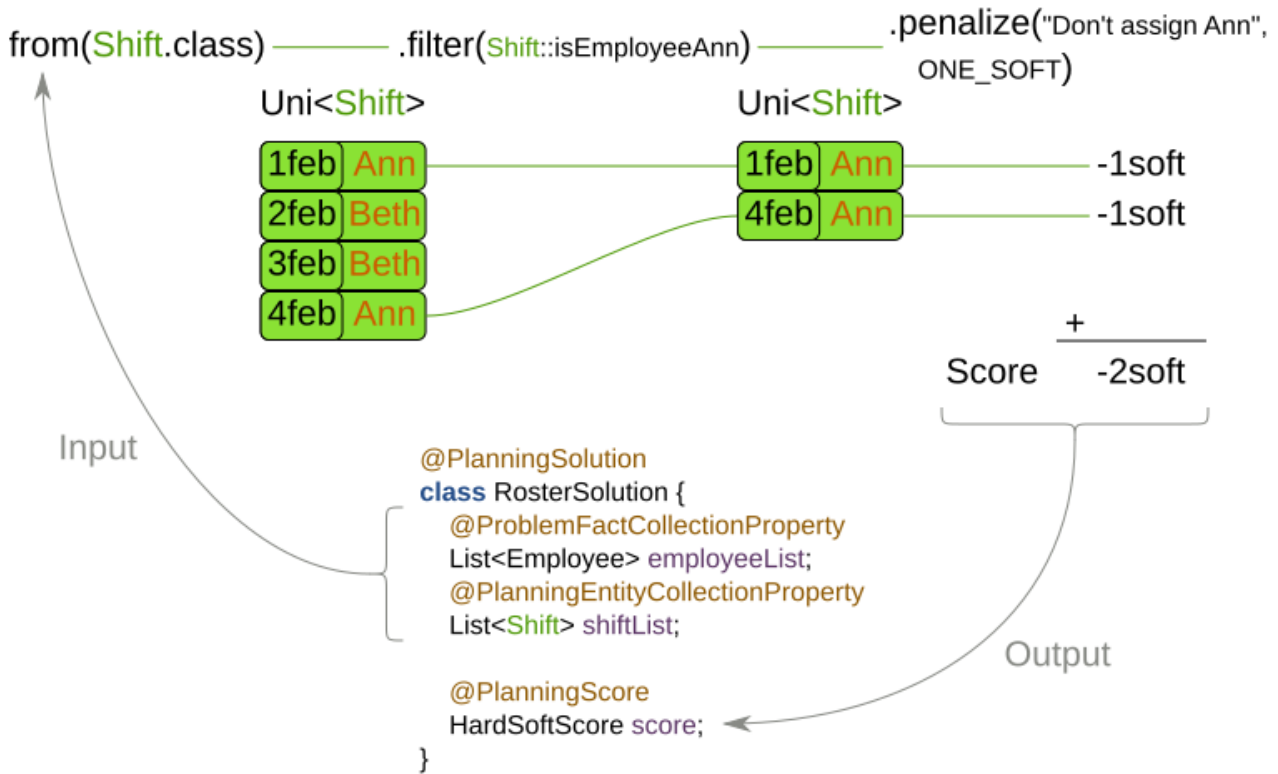 from(Shift.class) .filter(Shift::isEmployeeAnn) .penalize("Don't assign Ann",
ONE_SOFT)
Uni<Shift> Uni<Shift>
1feb Ann 1feb Ann -1soft
2feb Beth 4feb Ann -1soft
3feb Beth
4feb Ann
+
Score -2soft
Input
@PlanningSolution
class RosterSolution {
@ProblemFactCollectionProperty
List<Employee> employeeList;
@PlanningEntityCollectionProperty
List<Shift> shiftList;
Output
@PlanningScore
HardSoftScore score;
}